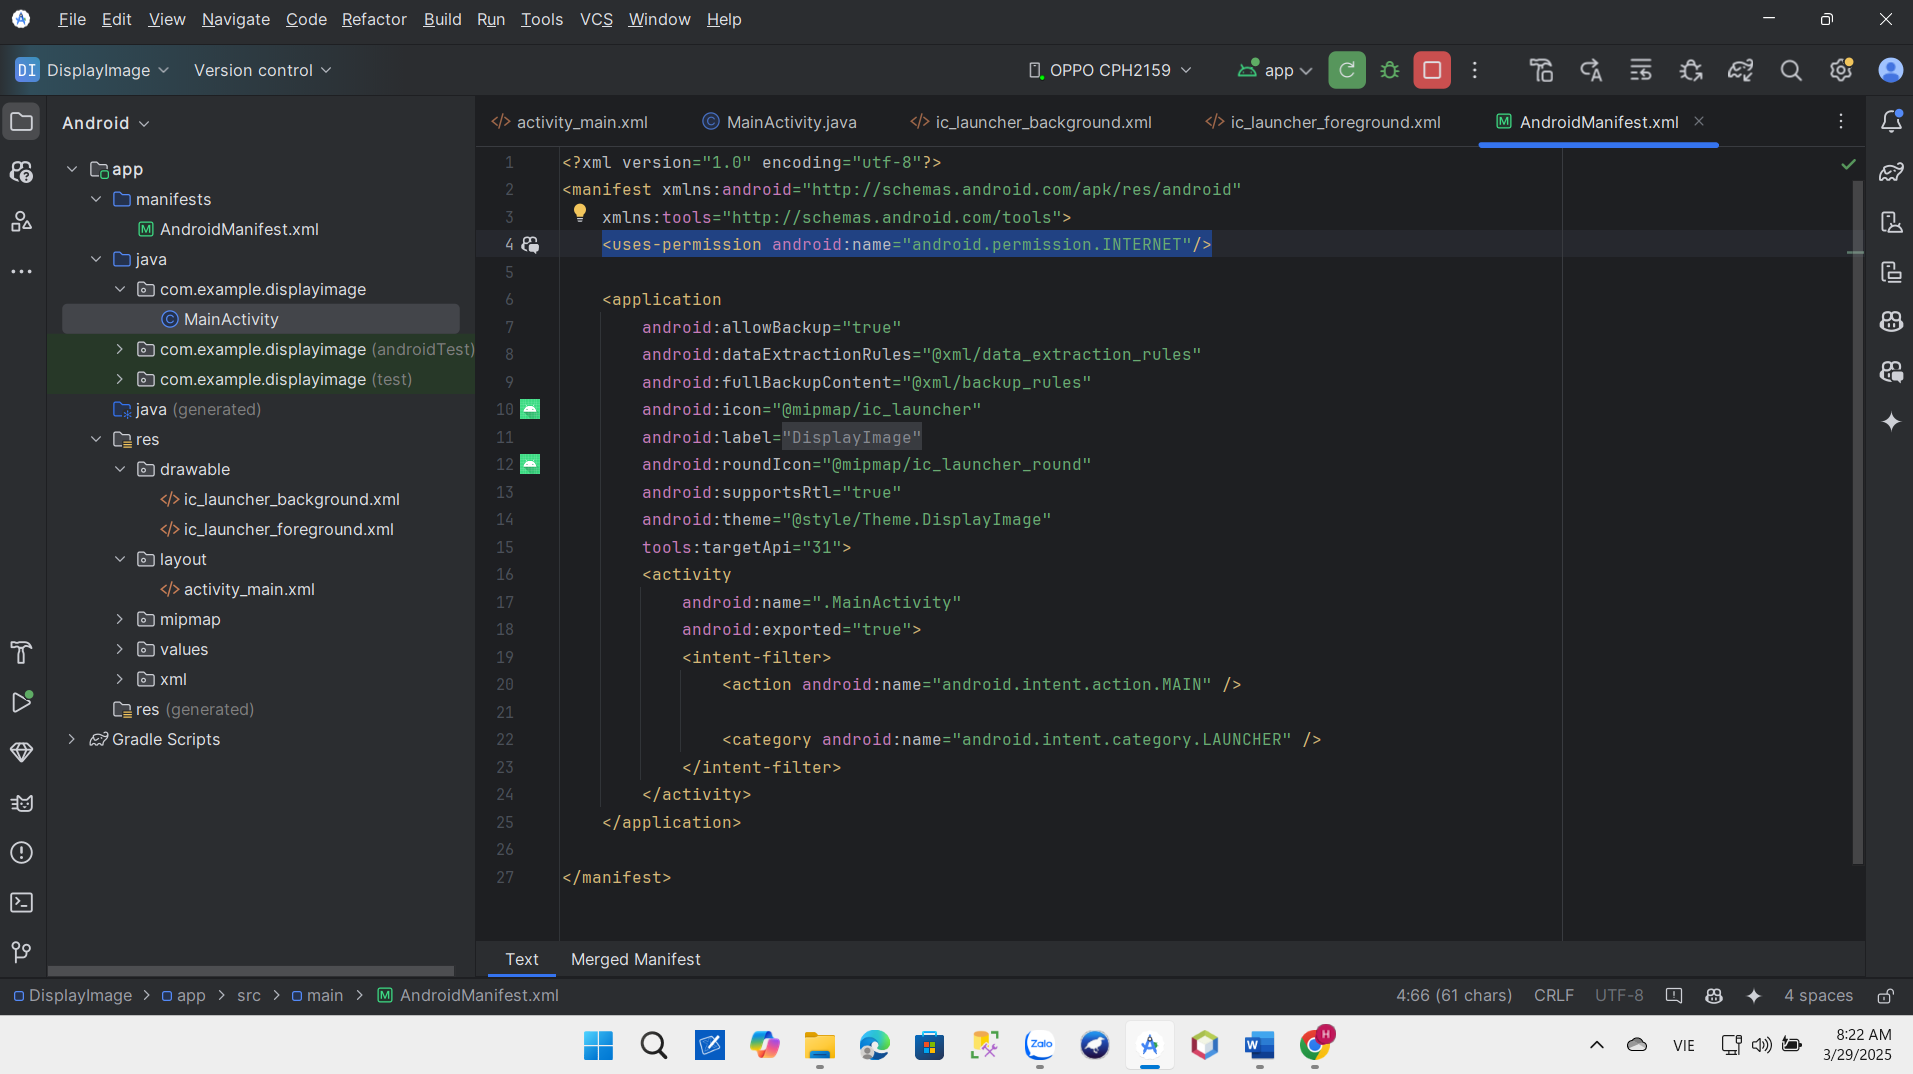 File Edit View Navigate Code Refactor Build Run Tools VCS Window Help
DI DisplayImage Version control OPPO CPH2159 app
Android
activity_main.xml MainActivity.java ic_launcher_background.xml ic_launcher_foreground.xml AndroidManifest.xml
app
manifests
AndroidManifest.xml
java
com.example.displayimage
MainActivity
com.example.displayimage (androidTest)
com.example.displayimage (test)
java (generated)
res
drawable
ic_launcher_background.xml
ic_launcher_foreground.xml
layout
activity_main.xml
mipmap
values
xml
res (generated)
Gradle Scripts
1 <?xml version="1.0" encoding="utf-8"?>
2 <manifest xmlns:android="http://schemas.android.com/apk/res/android"
3 xmlns:tools="http://schemas.android.com/tools">
4 <uses-permission android:name="android.permission.INTERNET"/>
5
6 <application
7 android:allowBackup="true"
8 android:dataExtractionRules="@xml/data_extraction_rules"
9 android:fullBackupContent="@xml/backup_rules"
10 android:icon="@mipmap/ic_launcher"
11 android:label="DisplayImage"
12 android:roundIcon="@mipmap/ic_launcher_round"
13 android:supportsRtl="true"
14 android:theme="@style/Theme.DisplayImage"
15 tools:targetApi="31">
16 <activity
17 android:name=".MainActivity"
18 android:exported="true">
19 <intent-filter>
20 <action android:name="android.intent.action.MAIN" />
21
22 <category android:name="android.intent.category.LAUNCHER" />
23 </intent-filter>
24 </activity>
25 </application>
26
27 </manifest>
Text Merged Manifest
DisplayImage > app > src > main > AndroidManifest.xml 4:66 (61 chars) CRLF UTF-8 4 spaces
Zalo W H VIE 8:22 AM
3/29/2025